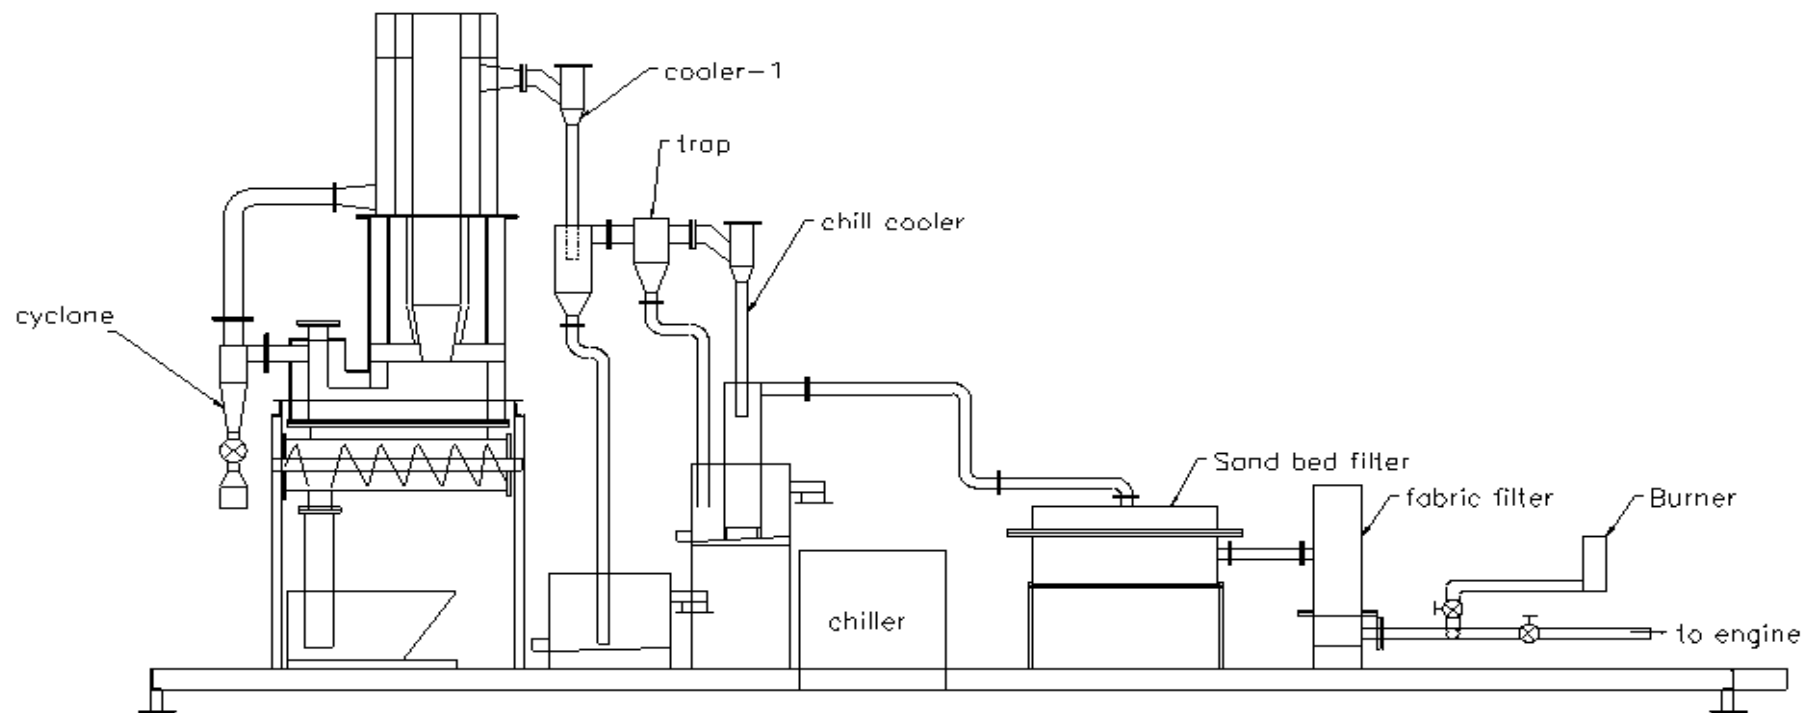 cooler-1
trap
chill cooler
cyclone
Sand bed filter
fabric filter
Burner
chiller
to engine